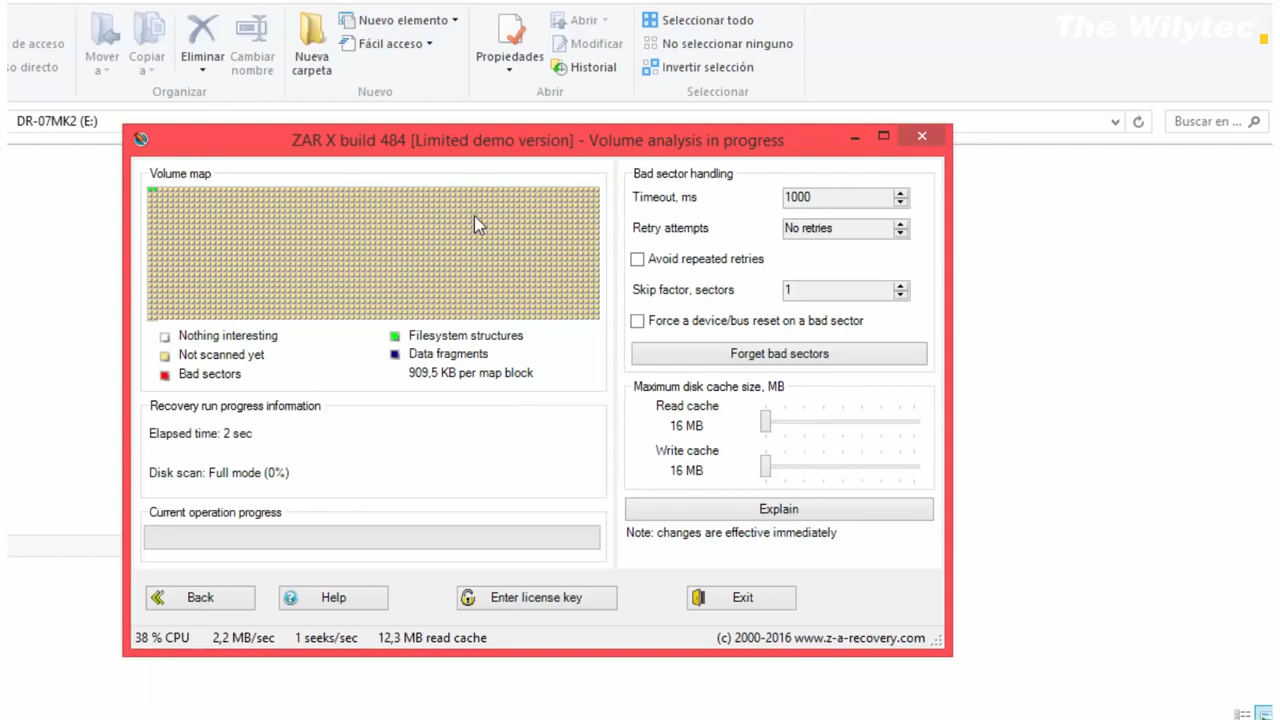 The Wilytec
de acceso
so directo
Mover a
Copiar a
Eliminar
Cambiar nombre
Organizar
Nueva carpeta
Nuevo elemento
Fácil acceso
Nuevo
Propiedades
Abrir
Modificar
Historial
Abrir
Seleccionar todo
No seleccionar ninguno
Invertir selección
Seleccionar
DR-07MK2 (E:)
Buscar en ...
ZAR X build 484 [Limited demo version] - Volume analysis in progress
Volume map
Nothing interesting
Not scanned yet
Bad sectors
Filesystem structures
Data fragments
909,5 KB per map block
Recovery run progress information
Elapsed time: 2 sec
Disk scan: Full mode (0%)
Current operation progress
Bad sector handling
Timeout, ms
1000
Retry attempts
No retries
Avoid repeated retries
Skip factor, sectors
1
Force a device/bus reset on a bad sector
Forget bad sectors
Maximum disk cache size, MB
Read cache
16 MB
Write cache
16 MB
Explain
Note: changes are effective immediately
Back
Help
Enter license key
Exit
38 % CPU
2,2 MB/sec
1 seeks/sec
12,3 MB read cache
(c) 2000-2016 www.z-a-recovery.com